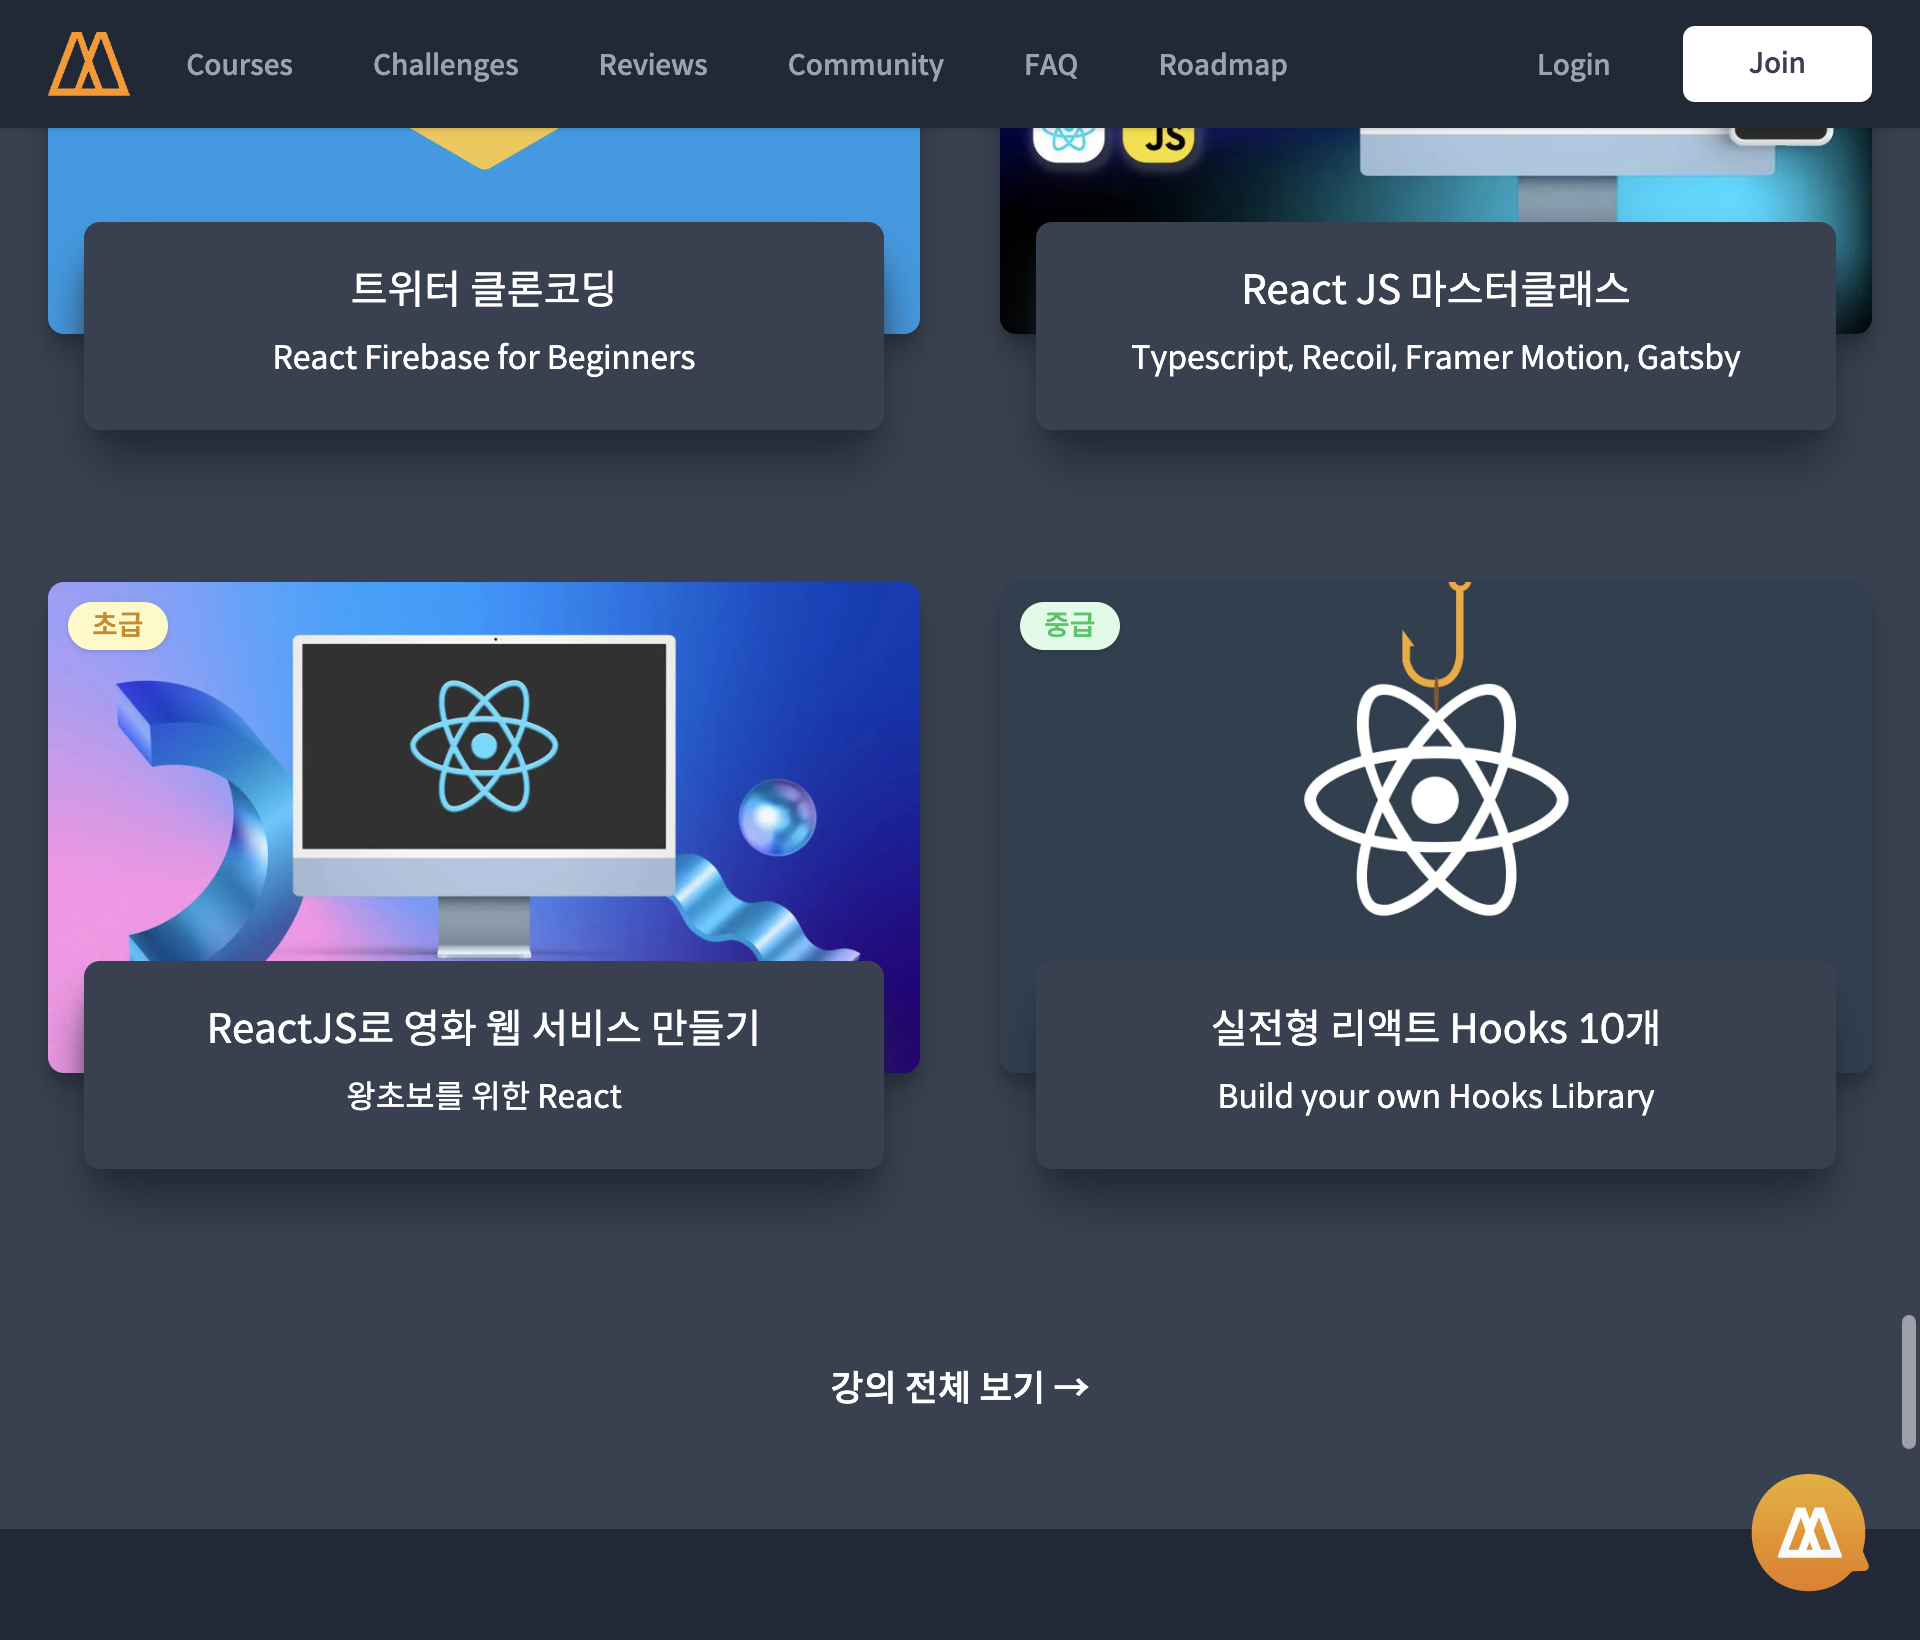 Courses
Challenges
Reviews
Community
FAQ
Roadmap
Login
Join
JS
트위터 클론코딩
React Firebase for Beginners
React JS 마스터클래스
Typescript, Recoil, Framer Motion, Gatsby
초급
ReactJS로 영화 웹 서비스 만들기
왕초보를 위한 React
중급
실전형 리액트 Hooks 10개
Build your own Hooks Library
강의 전체 보기 →